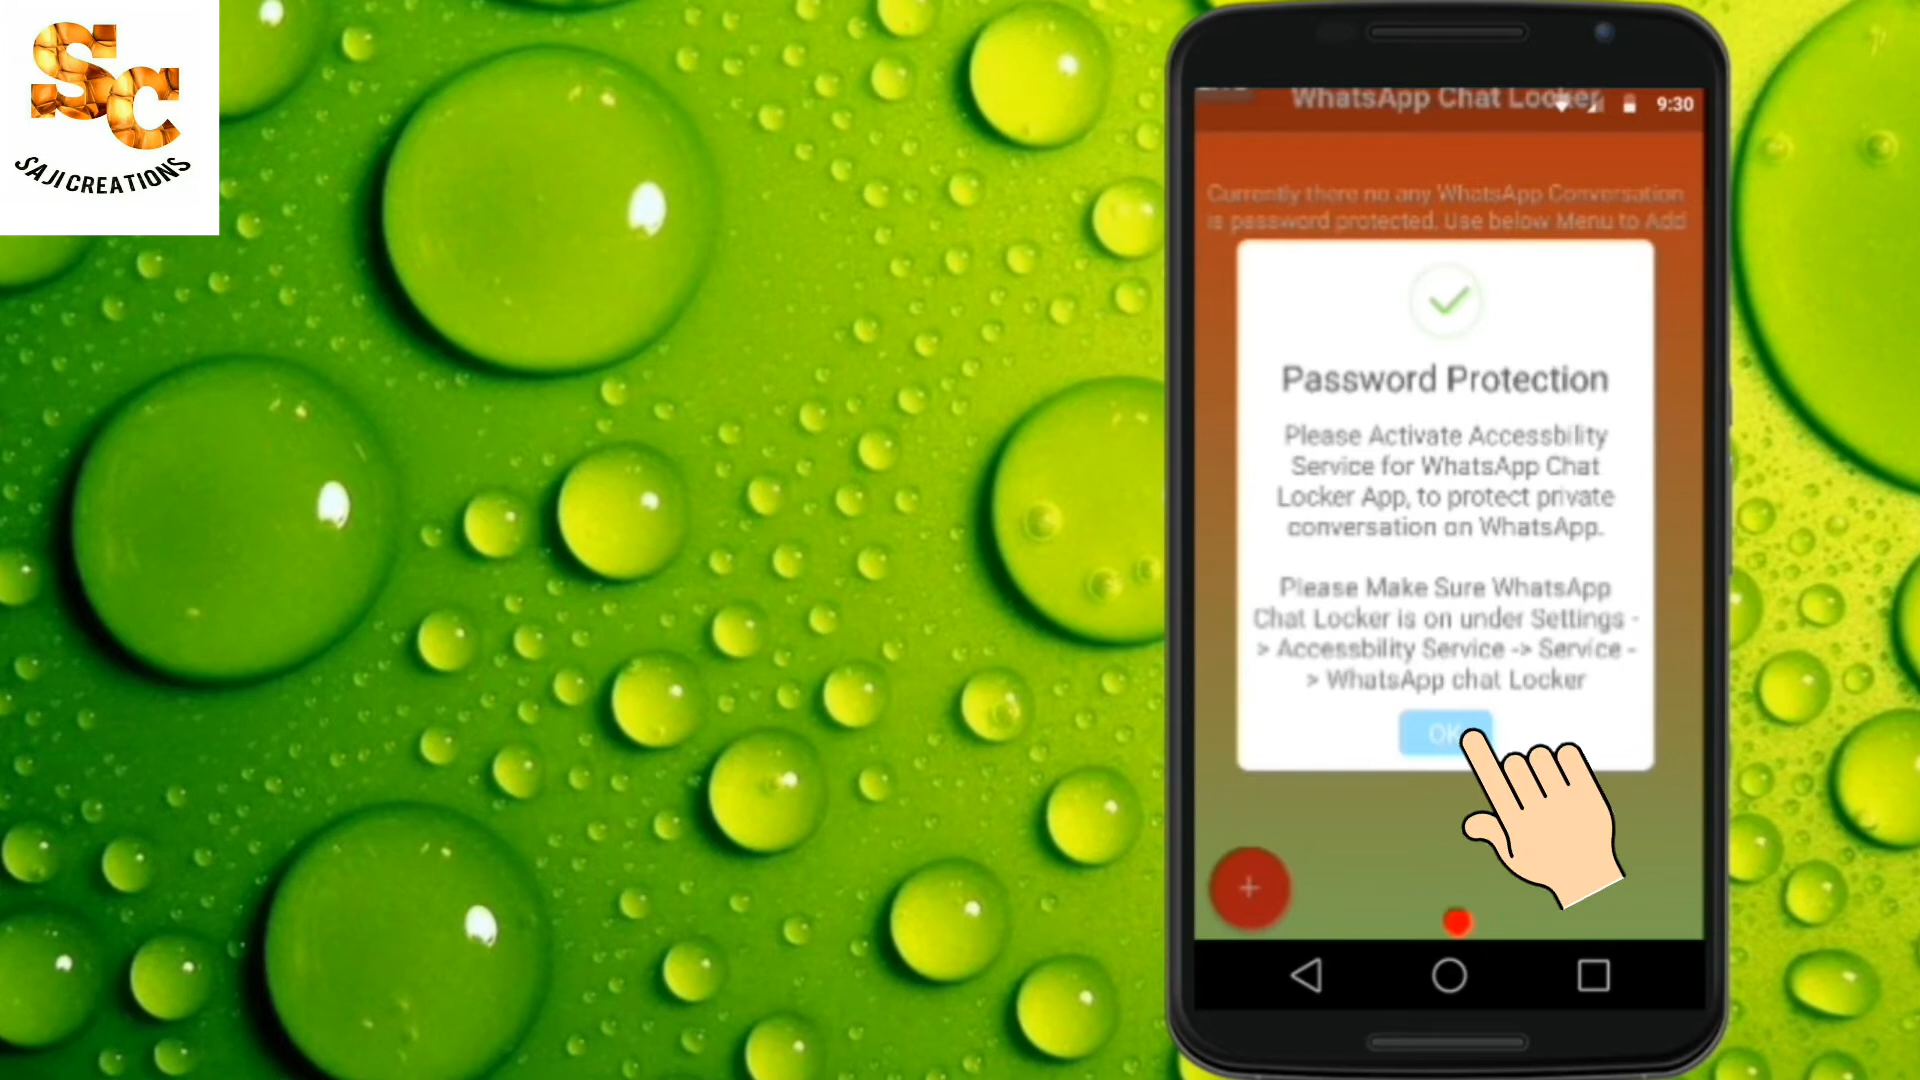 SC
SAJI CREATIONS
WhatsApp Chat Locker
9:30
Currently there no any WhatsApp Conversation
is password protected. Use below Menu to Add
Password Protection
Please Activate Accessbility
Service for WhatsApp Chat
Locker App, to protect private
conversation on WhatsApp.
Please Make Sure WhatsApp
Chat Locker is on under Settings -
> Accessbility Service -> Service -
> WhatsApp chat Locker
OK
+